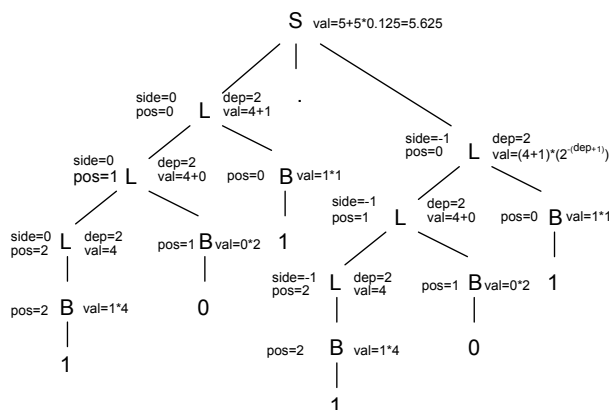 S val=5+5*0.125=5.625
side=0 dep=2
pos=0 L val=4+1 .
side=-1 dep=2
pos=0 L val=(4+1)*(2^-(dep+1))
side=0 dep=2
pos=1 L val=4+0
pos=0 B val=1*1
side=-1 dep=2
pos=1 L val=4+0
pos=0 B val=1*1
side=0 dep=2
pos=2 L val=4
pos=1 B val=0*2
1
side=-1 dep=2
pos=2 L val=4
pos=1 B val=0*2
1
pos=2 B val=1*4
0
pos=2 B val=1*4
0
1
1